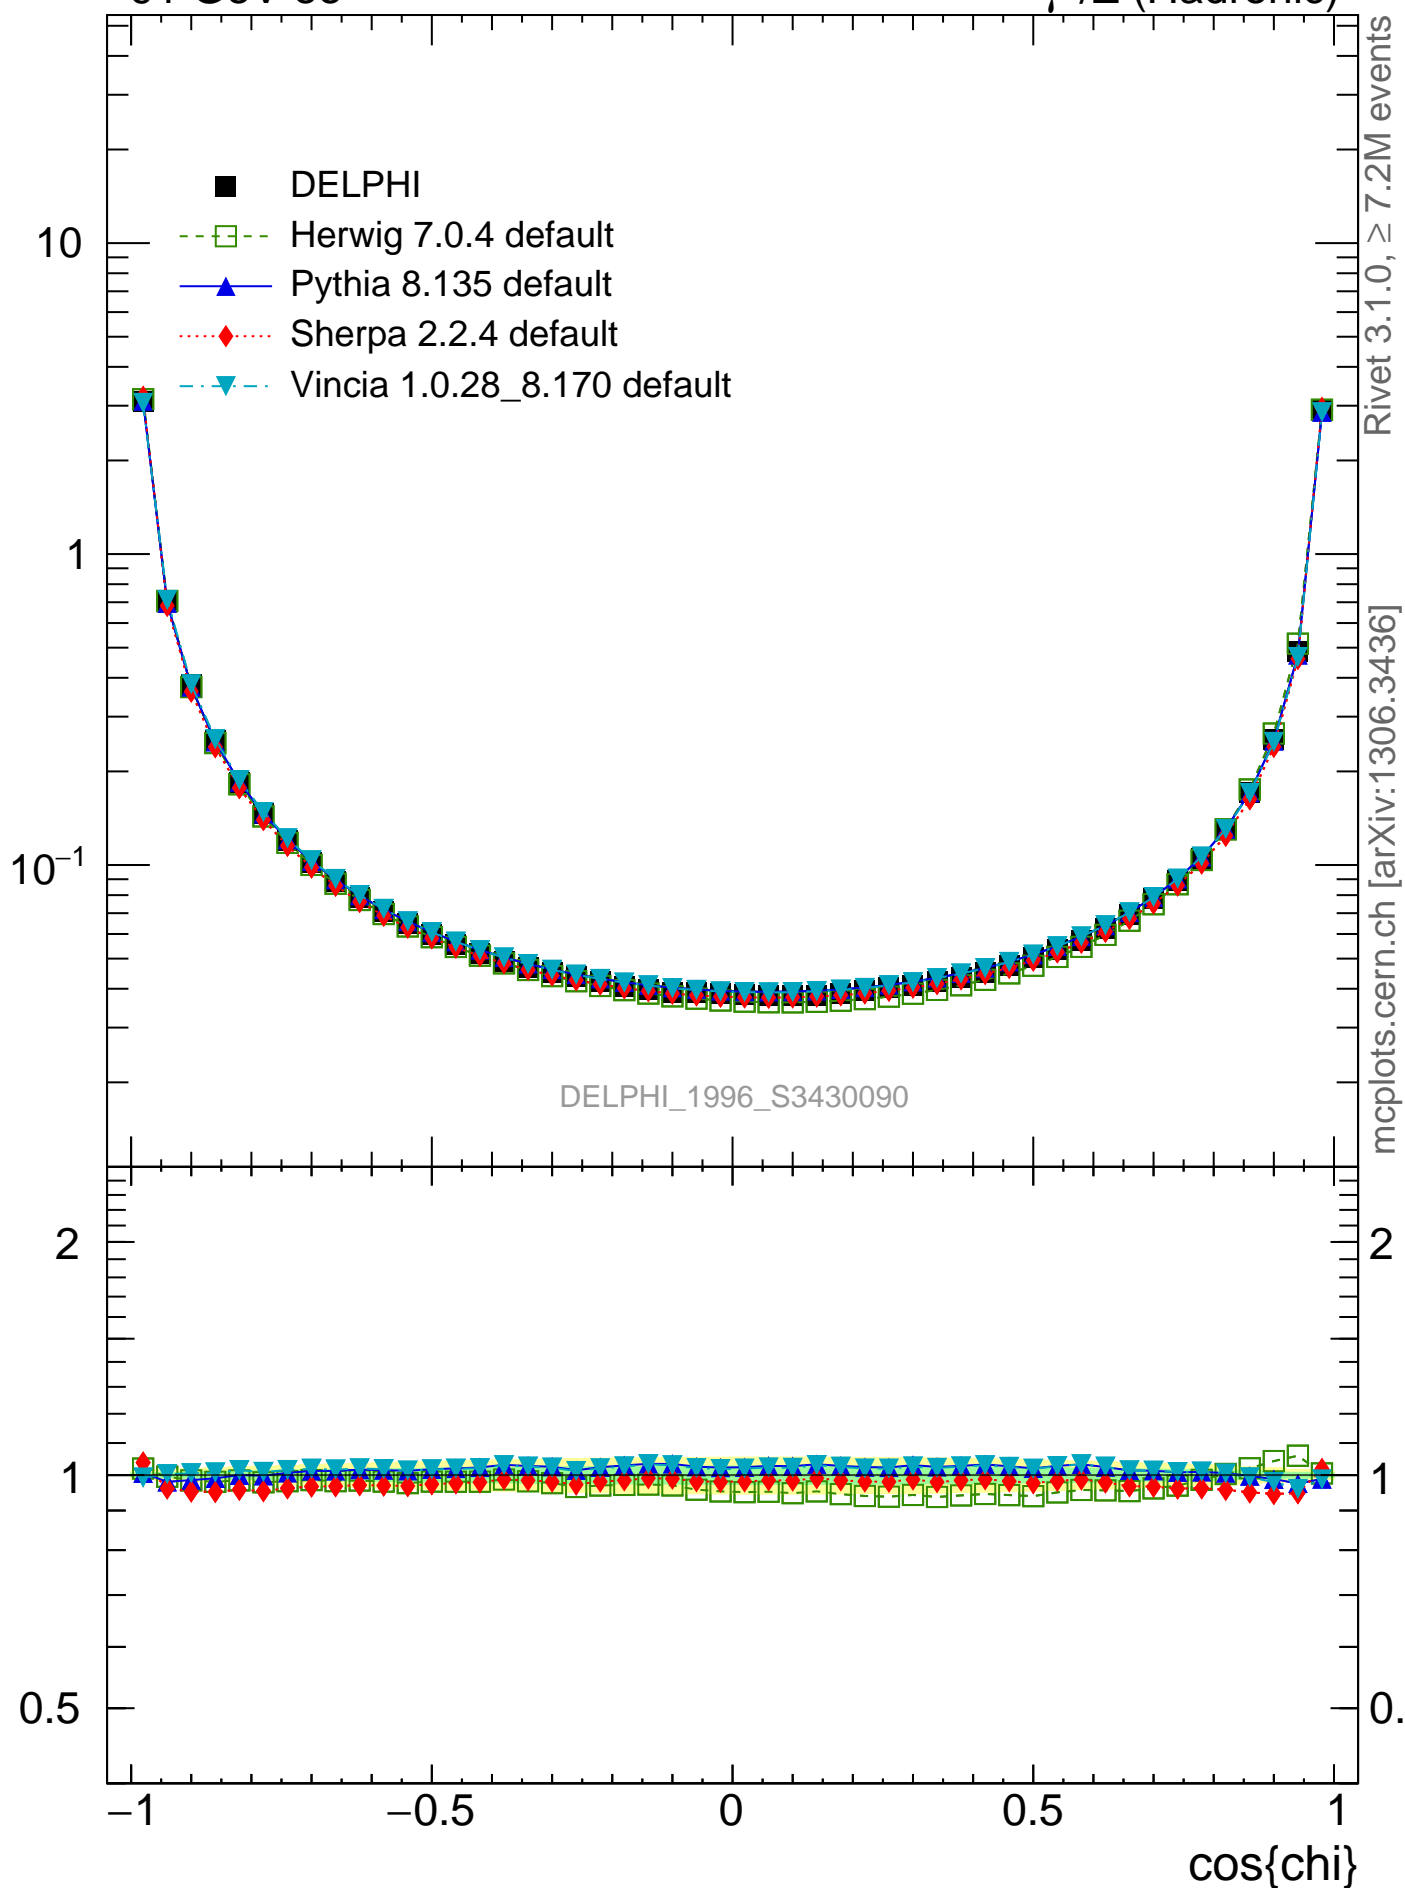 DELPHI
Herwig 7.0.4 default
Pythia 8.135 default
Sherpa 2.2.4 default
Vincia 1.0.28_8.170 default
10
1
10⁻¹
DELPHI_1996_S3430090
Rivet 3.1.0, ≥ 7.2M events
mcplots.cern.ch [arXiv:1306.3436]
2
2
1
1
0.5
0.
−1
−0.5
0
0.5
1
cos{chi}